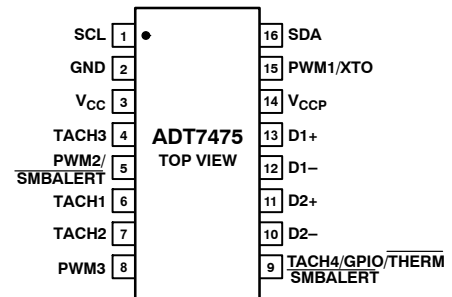 SCL 1 16 SDA
GND 2 15 PWM1/XTO
VCC 3 14 VCCP
TACH3 4 ADT7475 13 D1+
TOP VIEW
PWM2/
SMBALERT 5 12 D1–
TACH1 6 11 D2+
TACH2 7 10 D2–
PWM3 8 9 TACH4/GPIO/THERM
SMBALERT